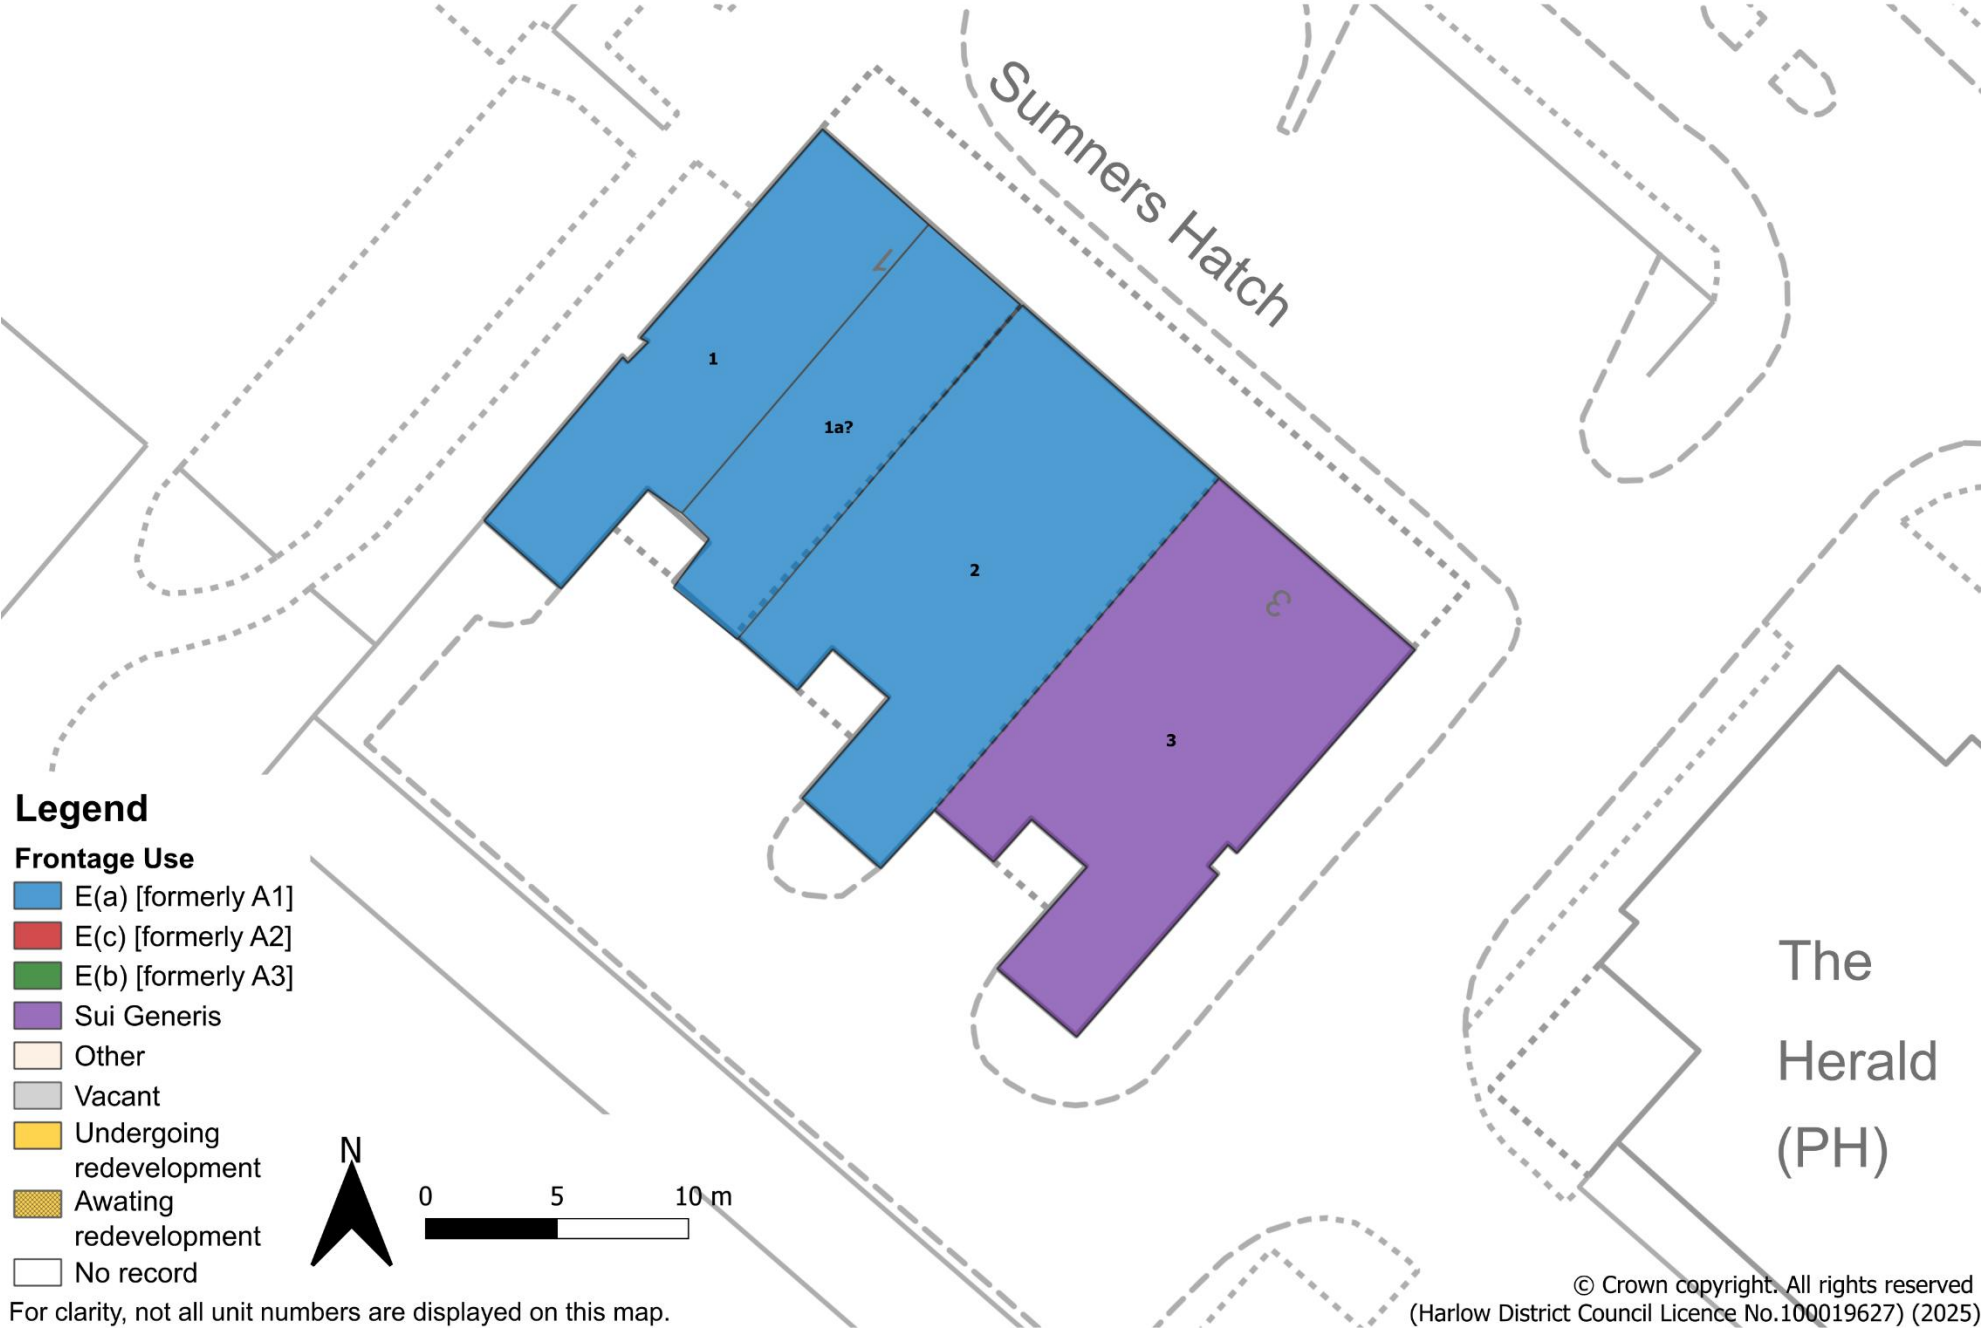 Sumners Hatch
1
1
1a?
2
3
3
The
Herald
(PH)
Legend
Frontage Use
E(a) [formerly A1]
E(c) [formerly A2]
E(b) [formerly A3]
Sui Generis
Other
Vacant
Undergoing
redevelopment
Awating
redevelopment
No record
N
0 5 10 m
For clarity, not all unit numbers are displayed on this map.
© Crown copyright. All rights reserved
(Harlow District Council Licence No.100019627) (2025)